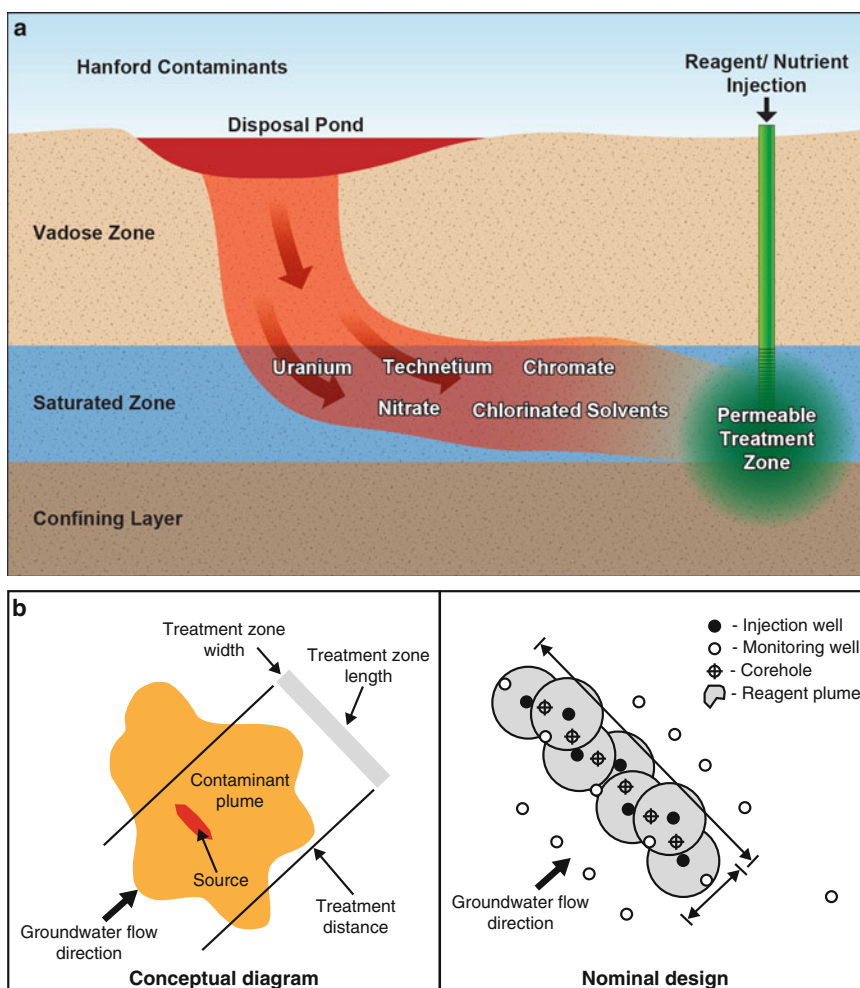 a
Hanford Contaminants
Reagent/ Nutrient
Injection
Disposal Pond
Vadose Zone
Uranium
Technetium
Chromate
Saturated Zone
Nitrate
Chlorinated Solvents
Permeable
Treatment
Zone
Confining Layer
b
Treatment zone
width
Treatment zone
length
Contaminant
plume
Source
Groundwater flow
direction
Treatment
distance
Conceptual diagram
- Injection well
- Monitoring well
- Corehole
- Reagent plume
Groundwater flow
direction
Nominal design